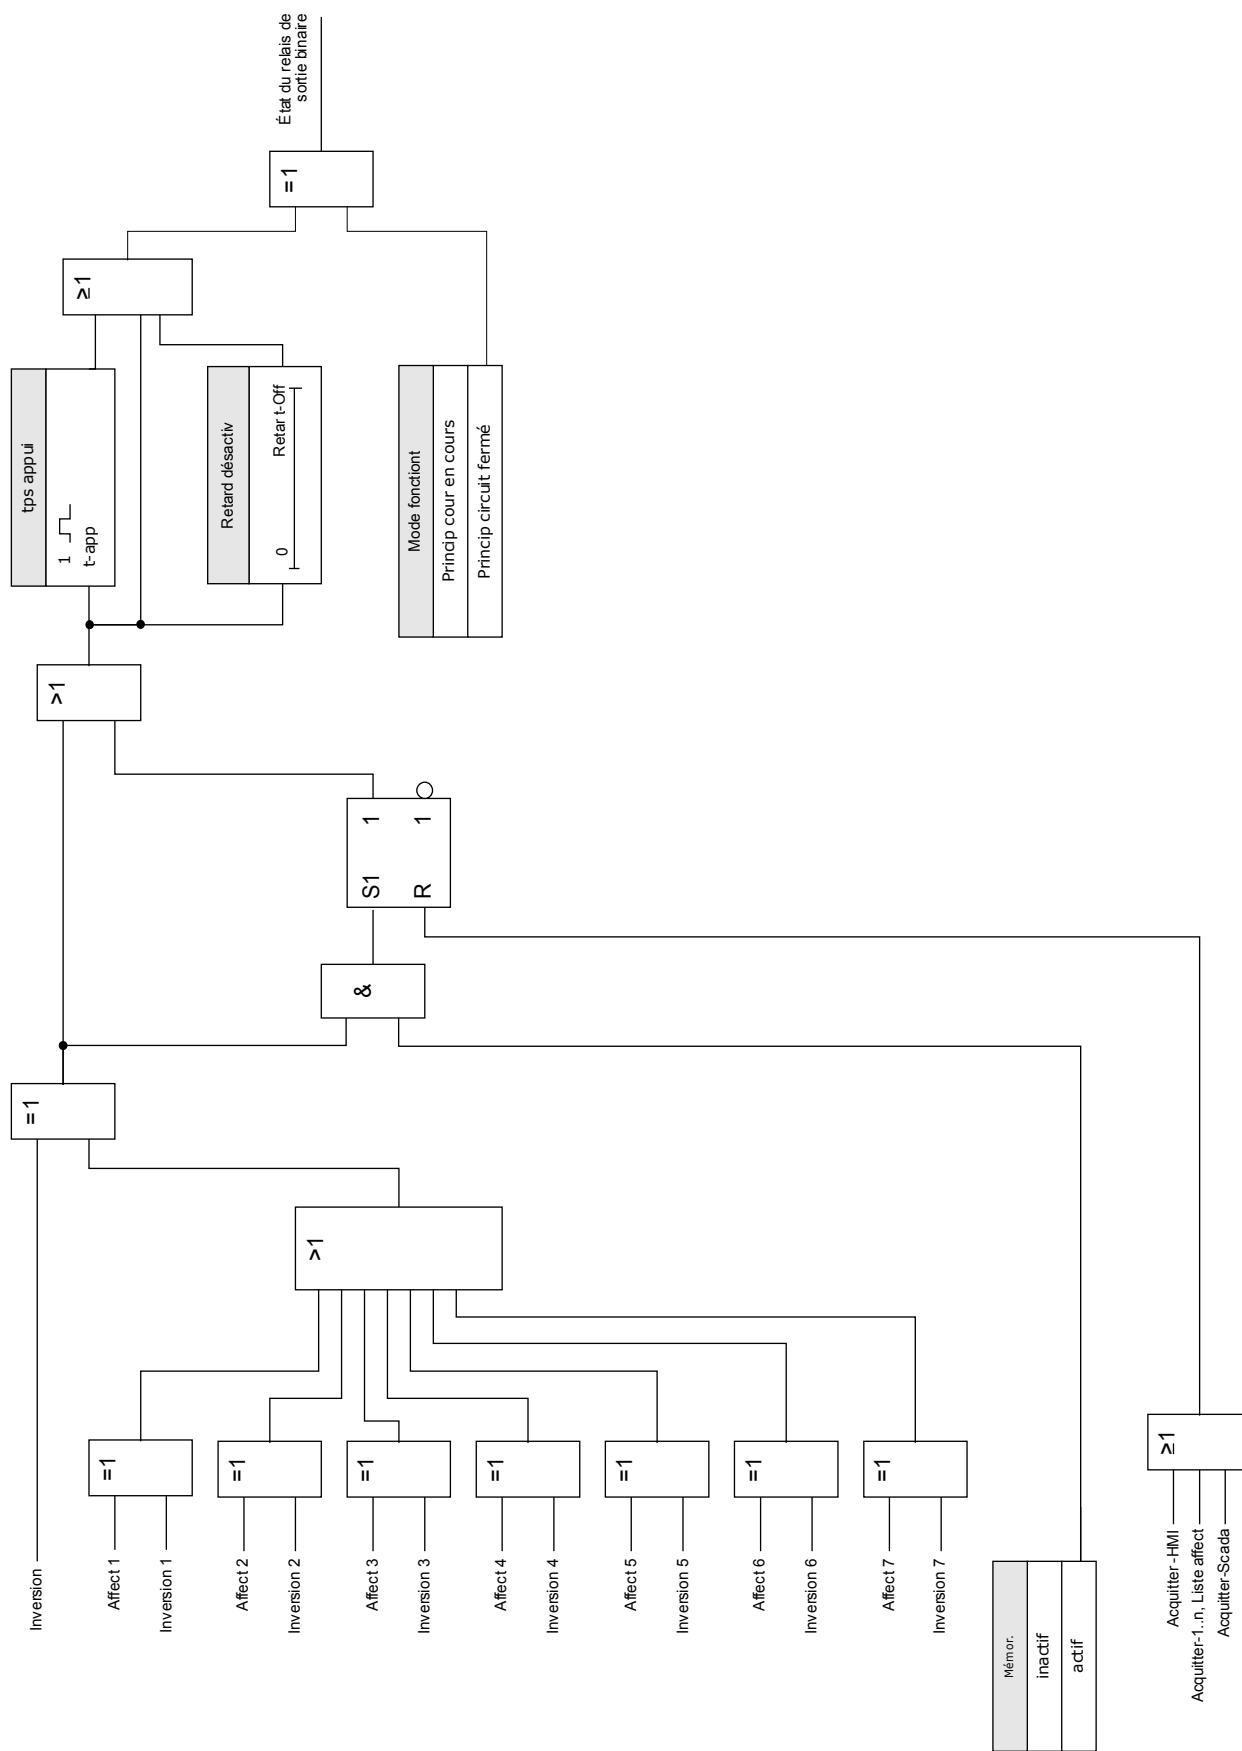 Inversion
Affect 1
Inversion 1
Affect 2
Inversion 2
Affect 3
Inversion 3
Affect 4
Inversion 4
Affect 5
Inversion 5
Affect 6
Inversion 6
Affect 7
Inversion 7
=1
=1
=1
=1
=1
=1
=1
>1
=1
Mémor.
inactif
actif
Acquitter -HMI
Acquitter-1..n, Liste affect
Acquitter-Scada
≥1
&
S1 1
R 1
>1
tps appui
1
t-app
Retard désactiv
0 Retar t-Off
Mode fonctiont
Princip cour en cours
Princip circuit fermé
≥1
=1
État du relais de
sortie binaire